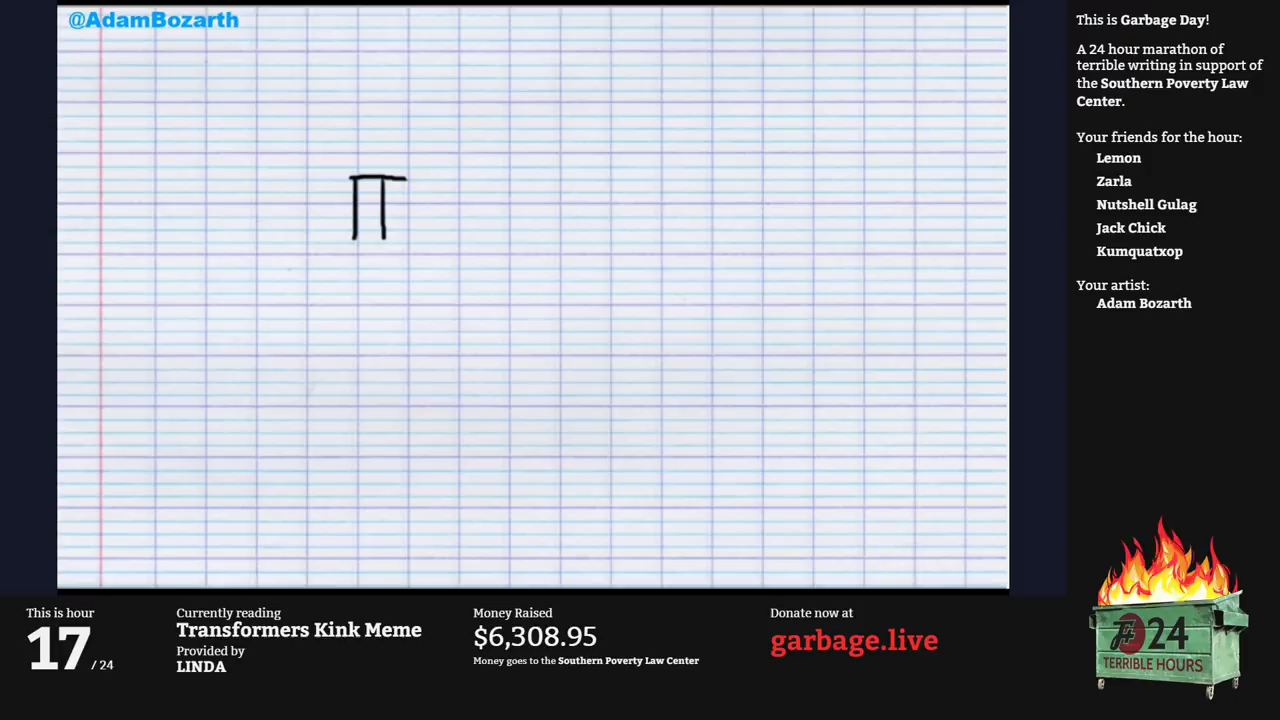 @AdamBozarth
This is Garbage Day!
A 24 hour marathon of
terrible writing in support of
the Southern Poverty Law
Center.
Your friends for the hour:
Lemon
Zarla
Nutshell Gulag
Jack Chick
Kumquatxop
Your artist:
Adam Bozarth
This is hour
17 / 24
Currently reading
Transformers Kink Meme
Provided by
LINDA
Money Raised
$6,308.95
Money goes to the Southern Poverty Law Center
Donate now at
garbage.live
24
TERRIBLE HOURS